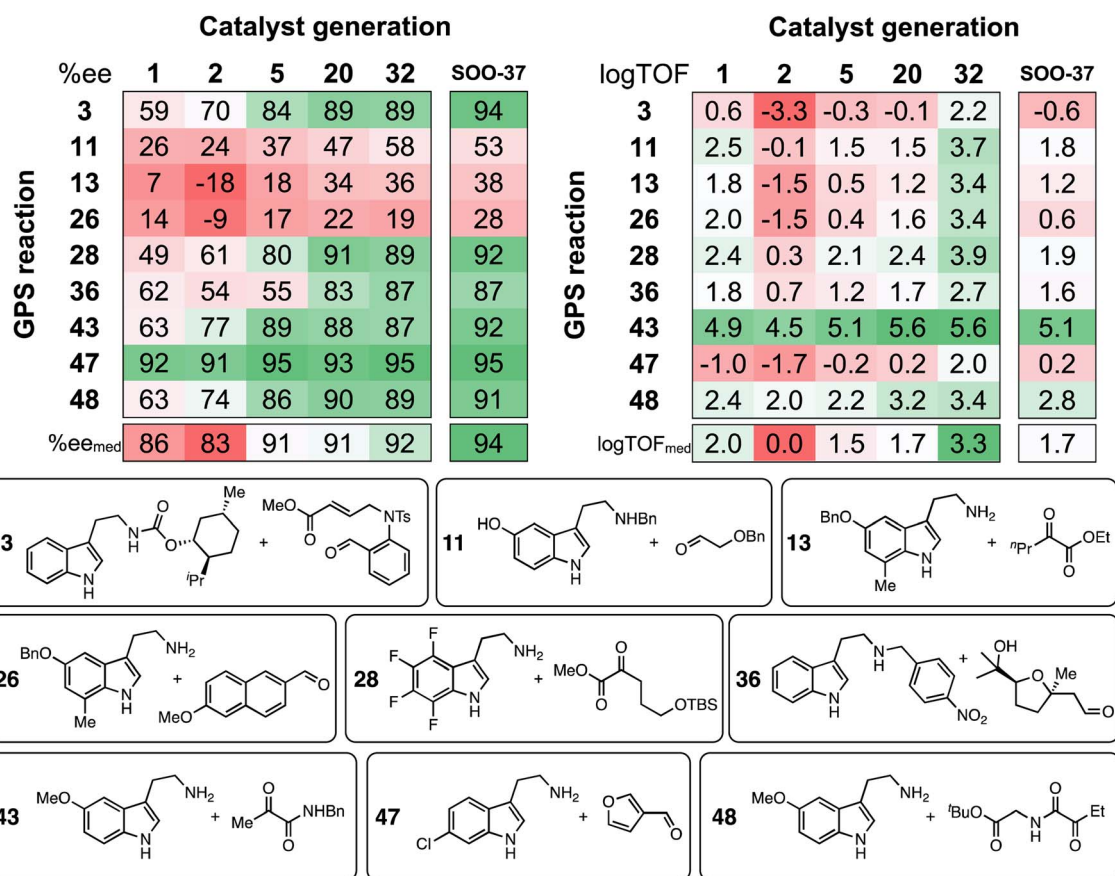 Catalyst generation
%ee 1 2 5 20 32 SOO-37
3 59 70 84 89 89 94
11 26 24 37 47 58 53
13 7 -18 18 34 36 38
26 14 -9 17 22 19 28
28 49 61 80 91 89 92
36 62 54 55 83 87 87
43 63 77 89 88 87 92
47 92 91 95 93 95 95
48 63 74 86 90 89 91
%eemed 86 83 91 91 92 94
GPS reaction
Catalyst generation
logTOF 1 2 5 20 32 SOO-37
3 0.6 -3.3 -0.3 -0.1 2.2 -0.6
11 2.5 -0.1 1.5 1.5 3.7 1.8
13 1.8 -1.5 0.5 1.2 3.4 1.2
26 2.0 -1.5 0.4 1.6 3.4 0.6
28 2.4 0.3 2.1 2.4 3.9 1.9
36 1.8 0.7 1.2 1.7 2.7 1.6
43 4.9 4.5 5.1 5.6 5.6 5.1
47 -1.0 -1.7 -0.2 0.2 2.0 0.2
48 2.4 2.0 2.2 3.2 3.4 2.8
logTOFmed 2.0 0.0 1.5 1.7 3.3 1.7
GPS reaction
3
N
H
N
H
O
O
Me
iPr
+
MeO
O
NTs
O
11
HO
NHBn
N
H
+
O
OBn
13
BnO
NH2
N
H
Me
+
nPr
O
OEt
O
26
BnO
NH2
N
H
Me
+
MeO
O
28
F
F
F
F
NH2
N
H
+
MeO
O
O
OTBS
36
N
H
N
H
NO2
+
OH
O
Me
O
43
MeO
NH2
N
H
+
Me
O
NHBn
O
47
Cl
NH2
N
H
+
O
O
48
MeO
NH2
N
H
+
tBuO
O
N
H
O
Et
O